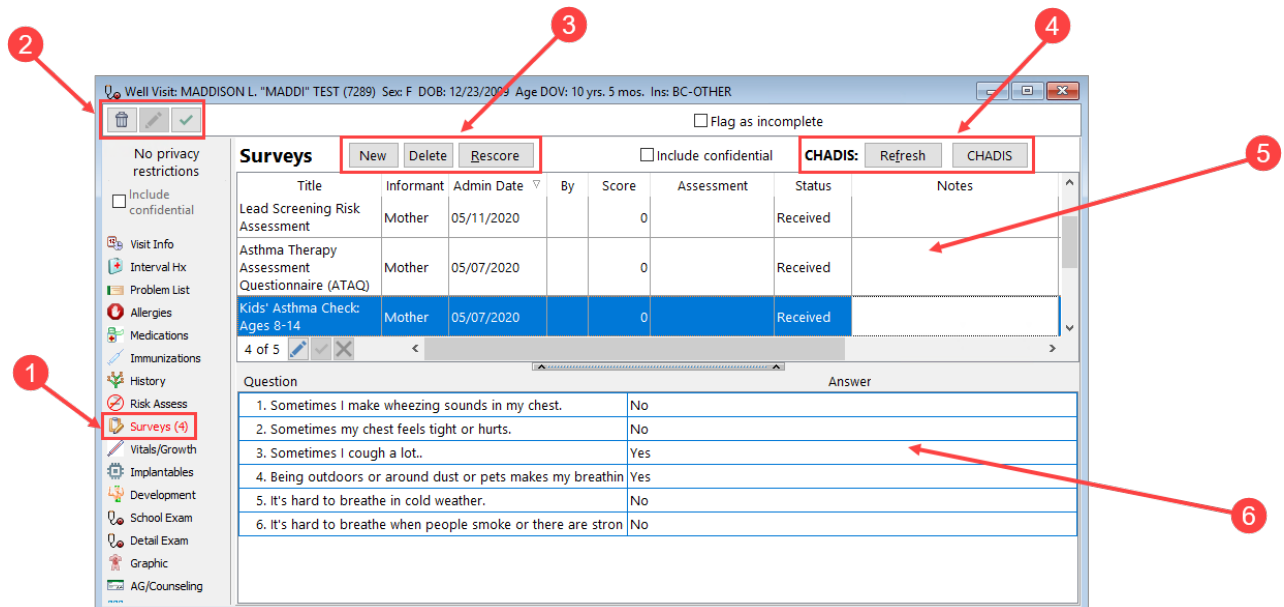 3
4
2
Well Visit: MADDISON L. "MADDI" TEST (7289) Sex: F DOB: 12/23/2009 Age DOV: 10 yrs. 5 mos. Ins: BC-OTHER
Flag as incomplete
No privacy
restrictions
Include
confidential
Surveys New Delete Rescore Include confidential CHADIS: Refresh CHADIS
5
Title Informant Admin Date By Score Assessment Status Notes
Lead Screening Risk
Assessment Mother 05/11/2020 0 Received
Asthma Therapy
Assessment
Questionnaire (ATAQ) Mother 05/07/2020 0 Received
Kids' Asthma Check:
Ages 8-14 Mother 05/07/2020 0 Received
4 of 5
Visit Info
Interval Hx
Problem List
Allergies
Medications
Immunizations
History
Risk Assess
1
Surveys (4)
Vitals/Growth
Implantables
Development
School Exam
Detail Exam
Graphic
AG/Counseling
Question Answer
1. Sometimes I make wheezing sounds in my chest. No
2. Sometimes my chest feels tight or hurts. No
3. Sometimes I cough a lot.. Yes
4. Being outdoors or around dust or pets makes my breathin Yes
5. It's hard to breathe in cold weather. No
6. It's hard to breathe when people smoke or there are stron No
6